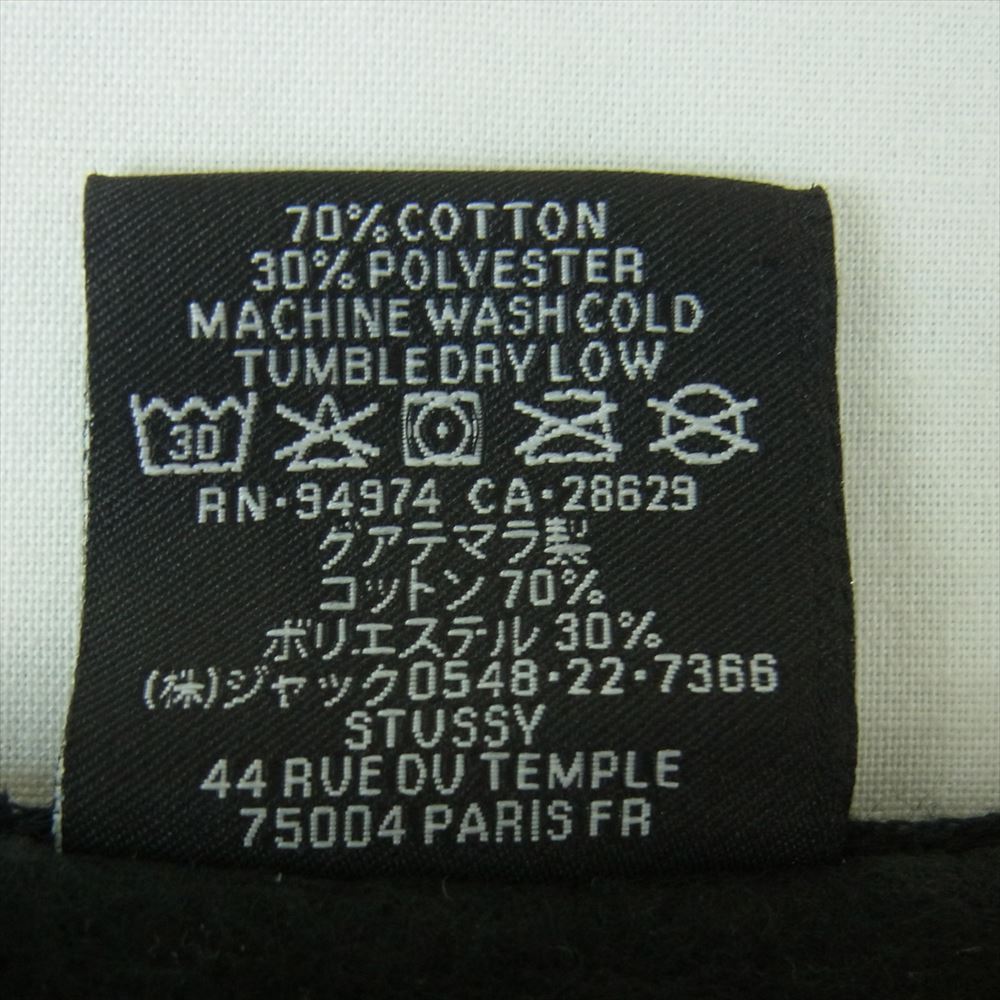 70% COTTON
30% POLYESTER
MACHINE WASH COLD
TUMBLE DRY LOW
30
RN·94974 CA·28629
グアテマラ製
コットン 70%
ポリエステル 30%
(株)ジャック0548·22·7366
STUSSY
44 RUE DU TEMPLE
75004 PARIS FR